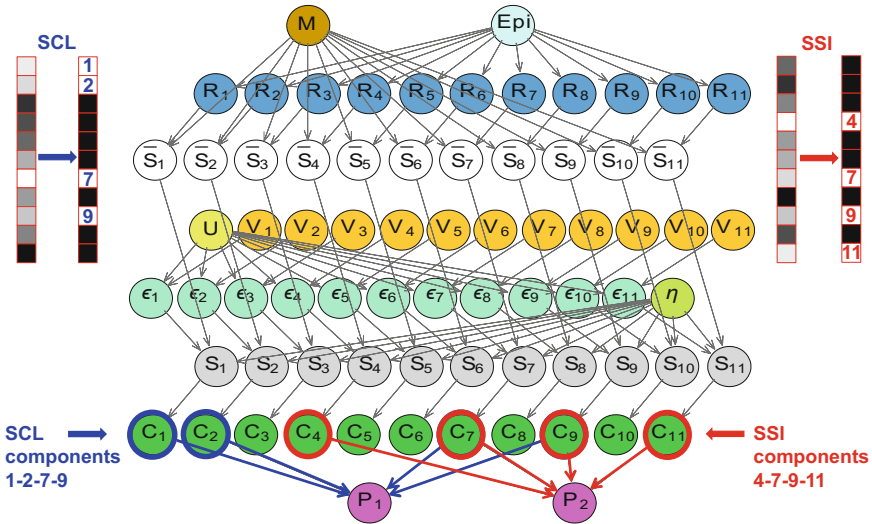 M Epi
SCL SSI
1
2
7
9
4
7
9
11
R₁ R₂ R₃ R₄ R₅ R₆ R₇ R₈ R₉ R₁₀ R₁₁
S̄₁ S̄₂ S̄₃ S̄₄ S̄₅ S̄₆ S̄₇ S̄₈ S̄₉ S̄₁₀ S̄₁₁
U V₁ V₂ V₃ V₄ V₅ V₆ V₇ V₈ V₉ V₁₀ V₁₁
ϵ₁ ϵ₂ ϵ₃ ϵ₄ ϵ₅ ϵ₆ ϵ₇ ϵ₈ ϵ₉ ϵ₁₀ ϵ₁₁ η
S₁ S₂ S₃ S₄ S₅ S₆ S₇ S₈ S₉ S₁₀ S₁₁
C₁ C₂ C₃ C₄ C₅ C₆ C₇ C₈ C₉ C₁₀ C₁₁
SCL
components
1-2-7-9
SSI
components
4-7-9-11
P₁ P₂